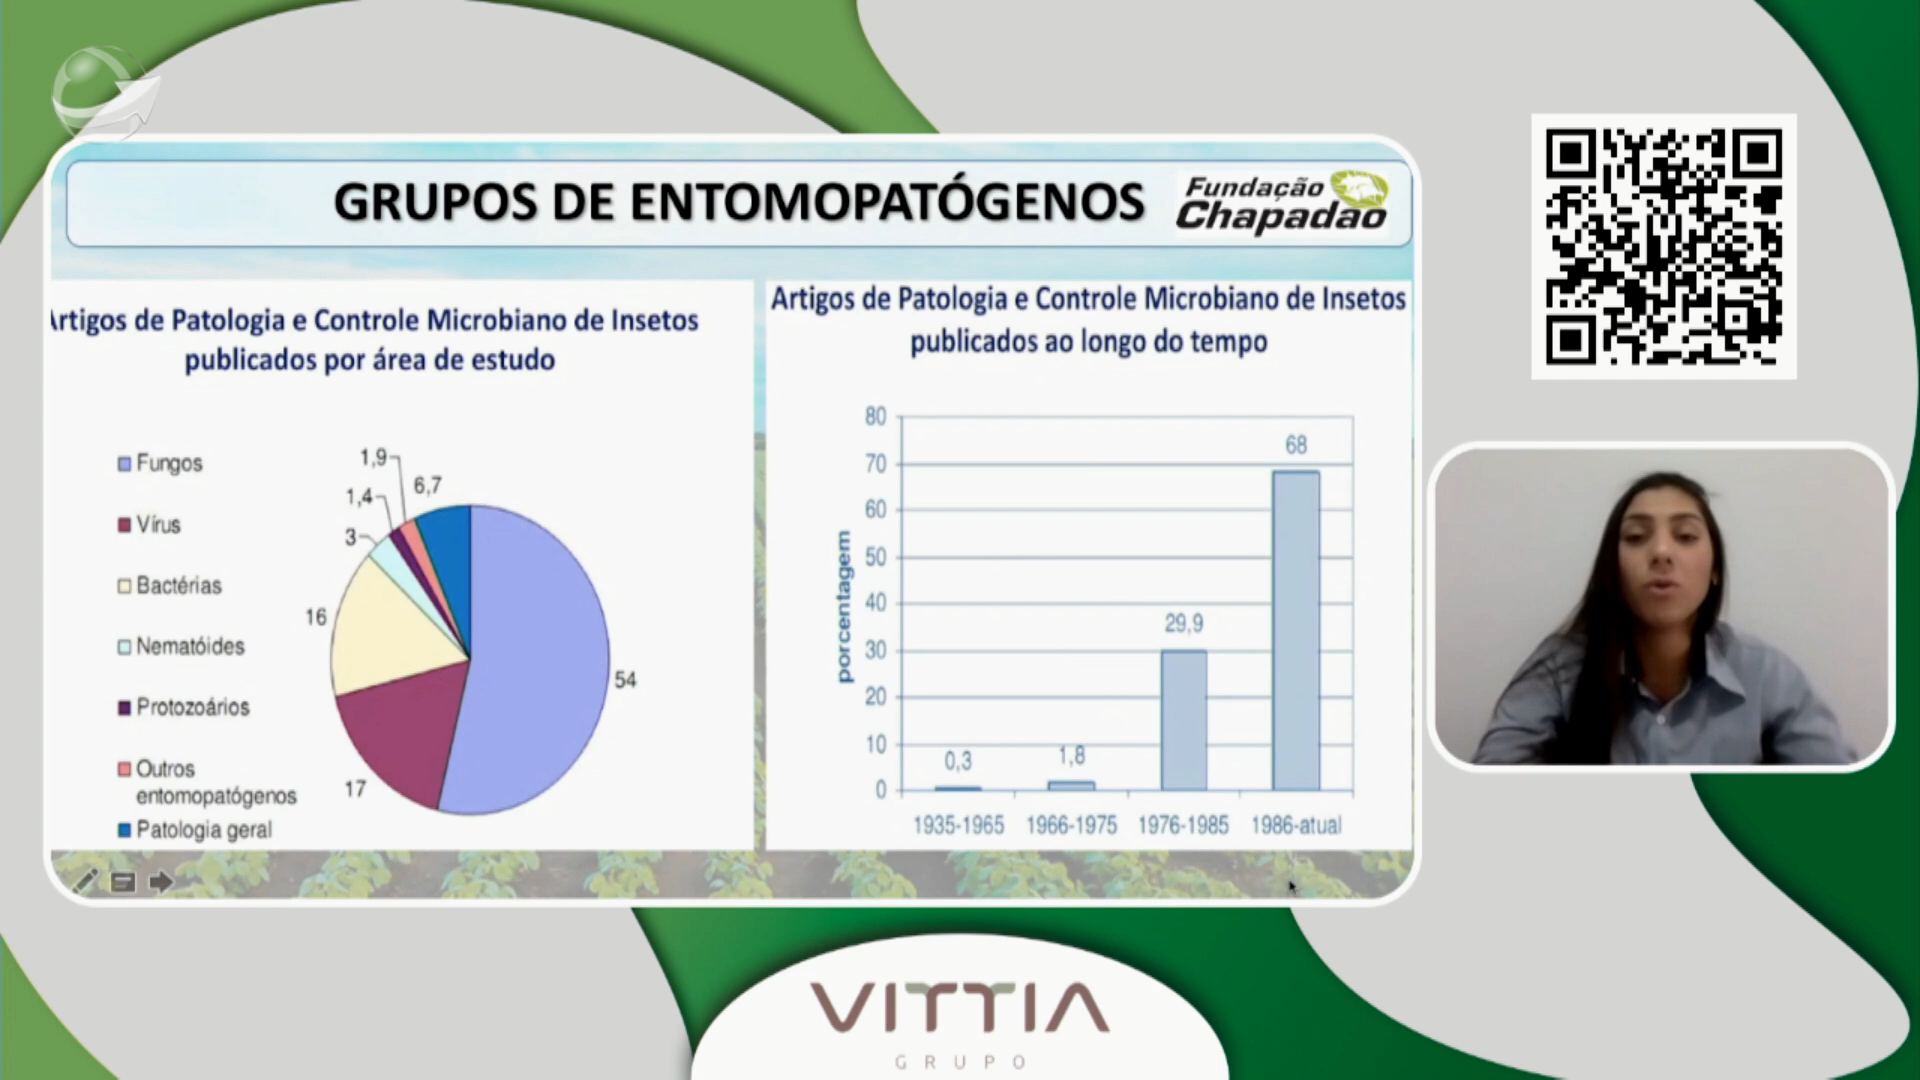 GRUPOS DE ENTOMOPATÓGENOS
Fundação
Chapadão
Artigos de Patologia e Controle Microbiano de Insetos
publicados por área de estudo
Fungos
Vírus
Bactérias
Nematóides
Protozoários
Outros
entomopatógenos
Patologia geral
1,9
6,7
1,4
3
16
54
17
Artigos de Patologia e Controle Microbiano de Insetos
publicados ao longo do tempo
porcentagem
80
70
60
50
40
30
20
10
0
0,3
1,8
29,9
68
1935-1965
1966-1975
1976-1985
1986-atual
VITTIA
GRUPO